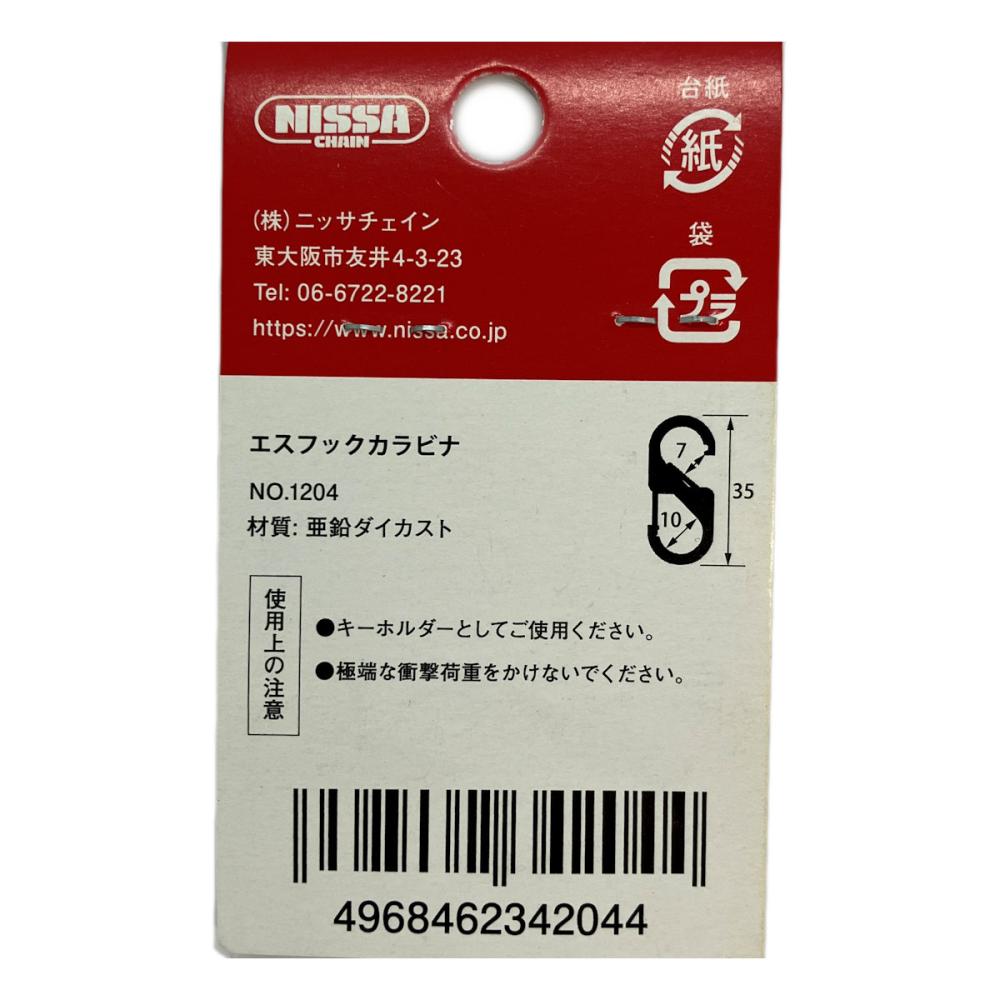 NISSA
CHAIN
(株)ニッサチェイン
東大阪市友井4-3-23
Tel: 06-6722-8221
https://www.nissa.co.jp
台紙
紙
袋
プラ
エスフックカラビナ
NO.1204
材質: 亜鉛ダイカスト
7
10
35
使用上の注意
●キーホルダーとしてご使用ください。
●極端な衝撃荷重をかけないでください。
4968462342044